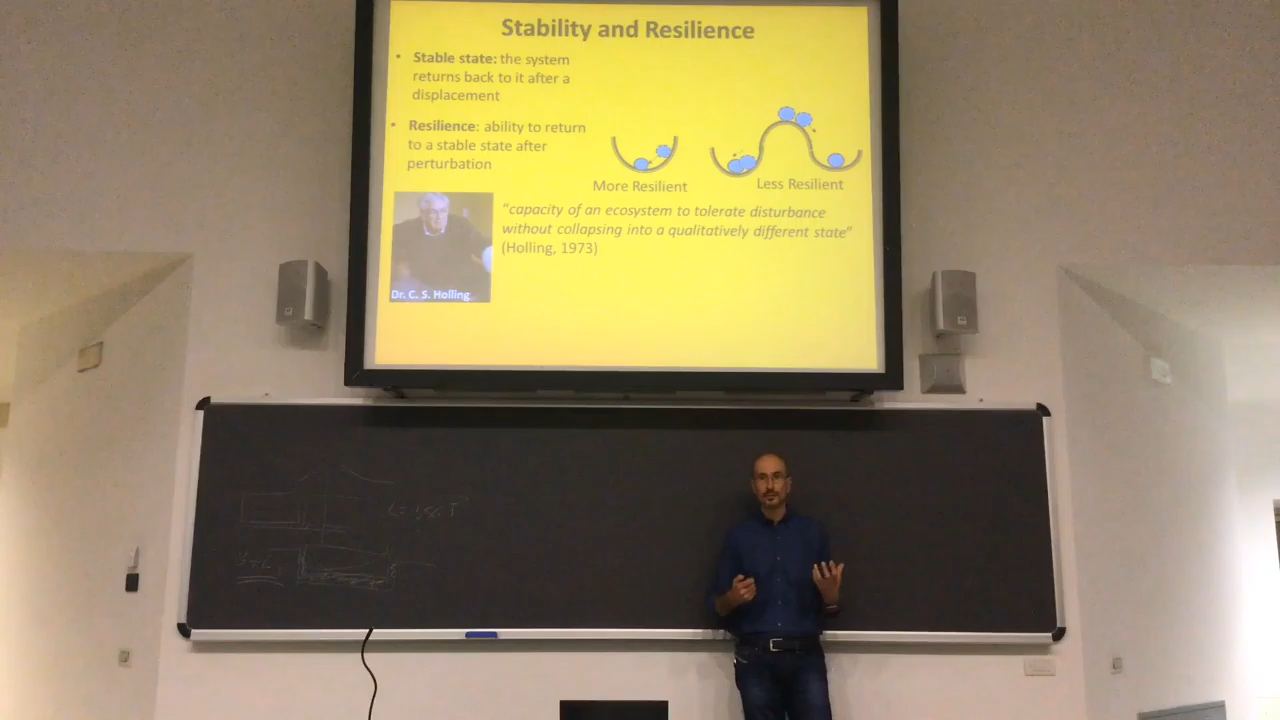 Stability and Resilience
• Stable state: the system
returns back to it after a
displacement
• Resilience: ability to return
to a stable state after
perturbation
More Resilient
Less Resilient
"capacity of an ecosystem to tolerate disturbance
without collapsing into a qualitatively different state"
(Holling, 1973)
Dr. C. S. Holling